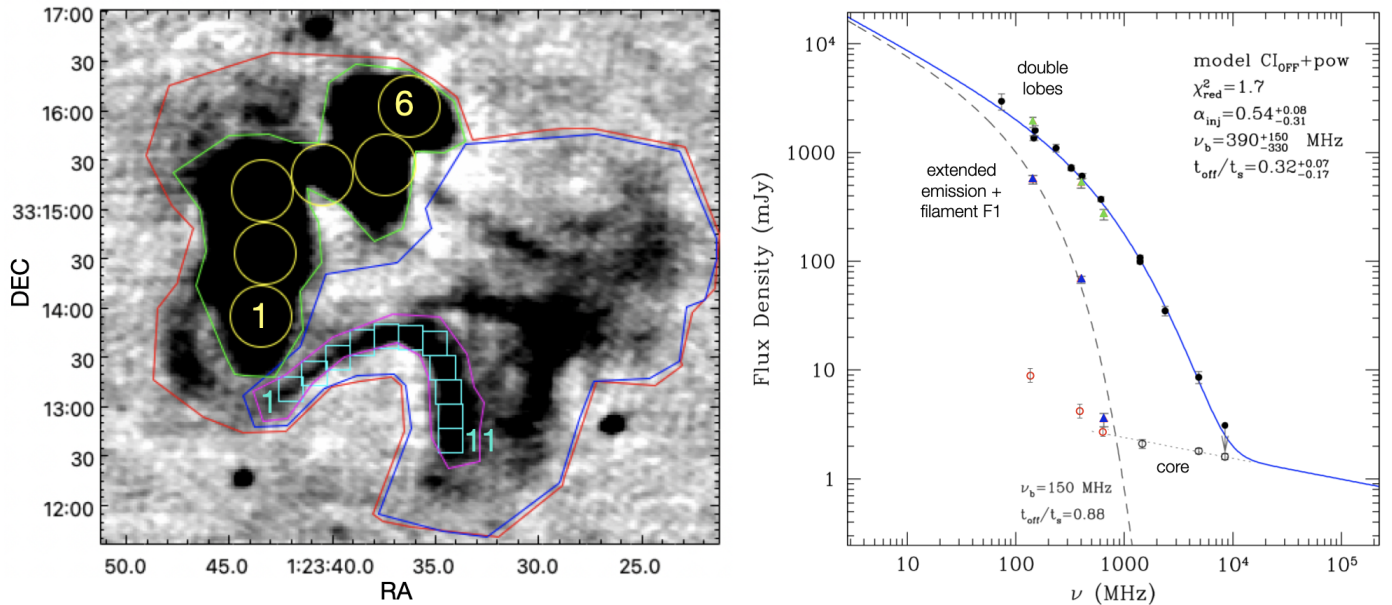 17:00
30
16:00
30
33:15:00
30
14:00
30
13:00
30
12:00
DEC
50.0
45.0
1:23:40.0
35.0
30.0
25.0
RA
6
1
1
11
10⁴
1000
100
10
1
Flux Density (mJy)
10
100
1000
10⁴
10⁵
ν (MHz)
double
lobes
extended
emission +
filament F1
core
model CI_OFF+pow
χ²_red=1.7
α_inj=0.54^{+0.08}_{-0.31}
ν_b=390^{+150}_{-330} MHz
t_off/t_s=0.32^{+0.07}_{-0.17}
ν_b=150 MHz
t_off/t_s=0.88